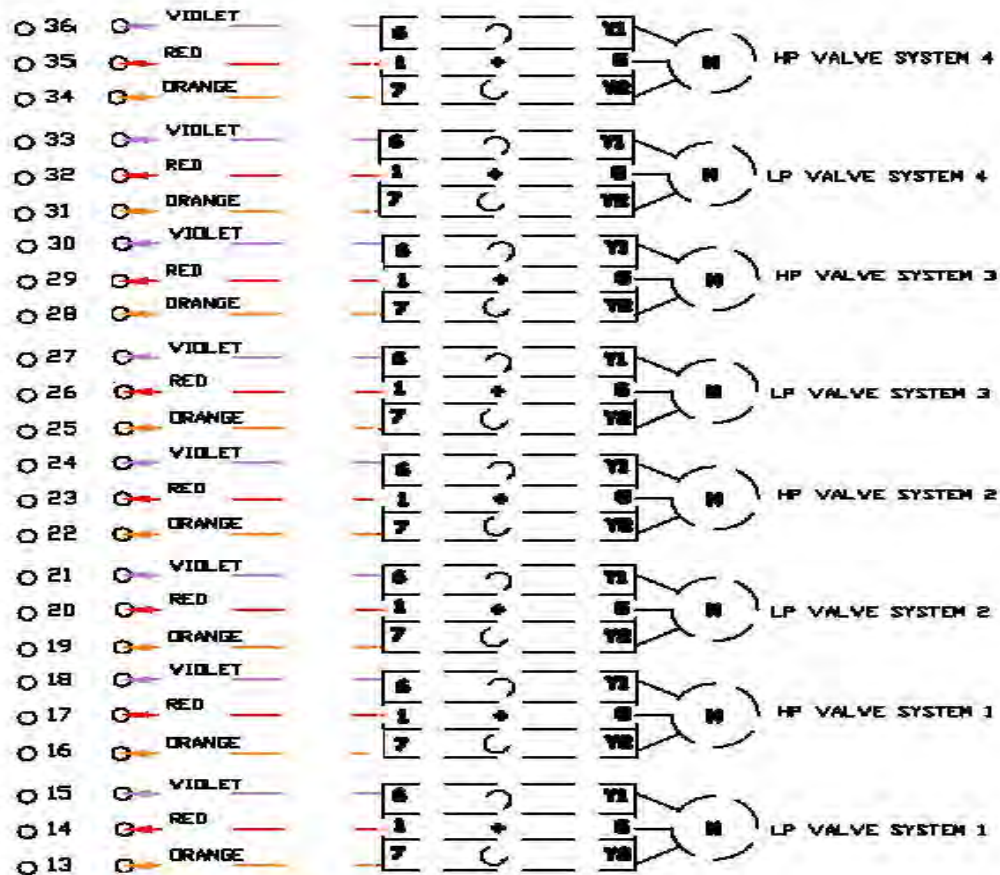 36 VIOLET 6 Y1
35 RED 1 G M HP VALVE SYSTEM 4
34 ORANGE 7 Y2
33 VIOLET 6 Y1
32 RED 1 G M LP VALVE SYSTEM 4
31 ORANGE 7 Y2
30 VIOLET 6 Y1
29 RED 1 G M HP VALVE SYSTEM 3
28 ORANGE 7 Y2
27 VIOLET 6 Y1
26 RED 1 G M LP VALVE SYSTEM 3
25 ORANGE 7 Y2
24 VIOLET 6 Y1
23 RED 1 G M HP VALVE SYSTEM 2
22 ORANGE 7 Y2
21 VIOLET 6 Y1
20 RED 1 G M LP VALVE SYSTEM 2
19 ORANGE 7 Y2
18 VIOLET 6 Y1
17 RED 1 G M HP VALVE SYSTEM 1
16 ORANGE 7 Y2
15 VIOLET 6 Y1
14 RED 1 G M LP VALVE SYSTEM 1
13 ORANGE 7 Y2